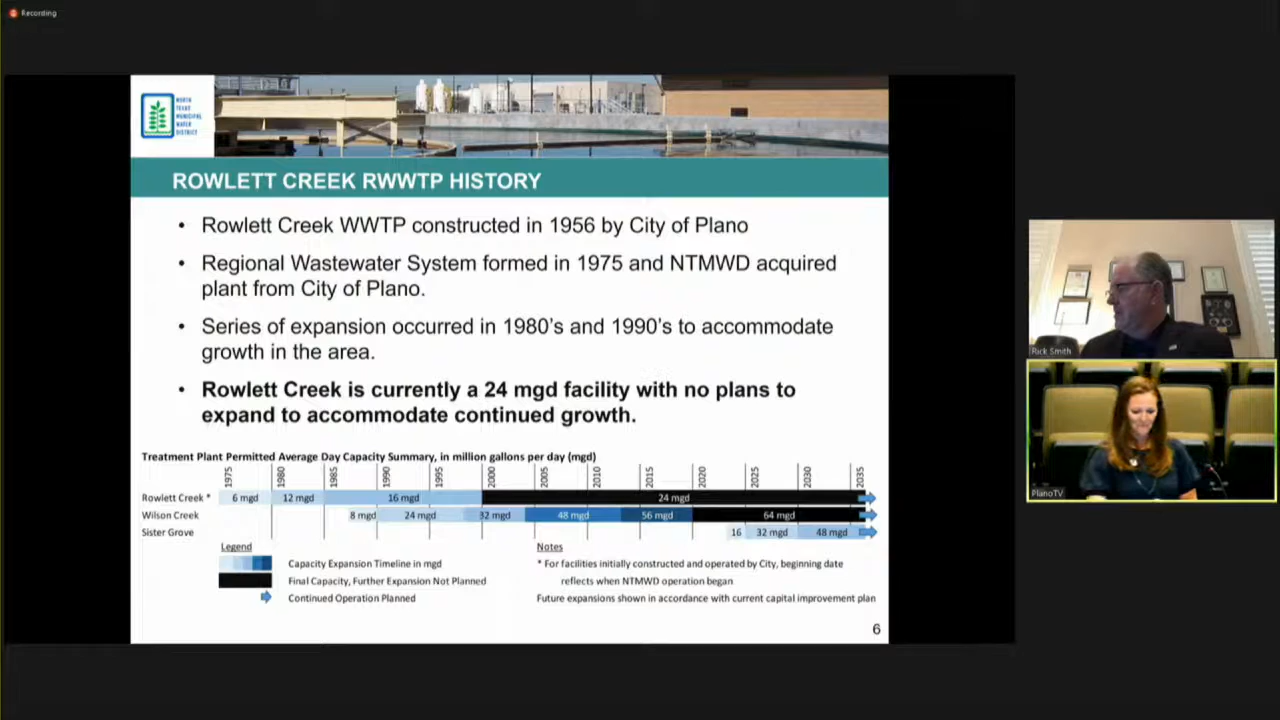 Recording
NORTH
TEXAS
MUNICIPAL
WATER
DISTRICT
ROWLETT CREEK RWWTP HISTORY
• Rowlett Creek WWTP constructed in 1956 by City of Plano
• Regional Wastewater System formed in 1975 and NTMWD acquired
plant from City of Plano.
• Series of expansion occurred in 1980's and 1990's to accommodate
growth in the area.
• Rowlett Creek is currently a 24 mgd facility with no plans to
expand to accommodate continued growth.
Treatment Plant Permitted Average Day Capacity Summary, in million gallons per day (mgd)
1975 1980 1985 1990 1995 2000 2005 2010 2015 2020 2025 2030 2035
Rowlett Creek * 6 mgd 12 mgd 16 mgd 24 mgd
Wilson Creek 8 mgd 24 mgd 32 mgd 48 mgd 56 mgd 64 mgd
Sister Grove 16 32 mgd 48 mgd
Legend
Capacity Expansion Timeline in mgd
Final Capacity, Further Expansion Not Planned
Continued Operation Planned
Notes
* For facilities initially constructed and operated by City, beginning date
reflects when NTMWD operation began
Future expansions shown in accordance with current capital improvement plan
6
Rick Smith
PlanoTV